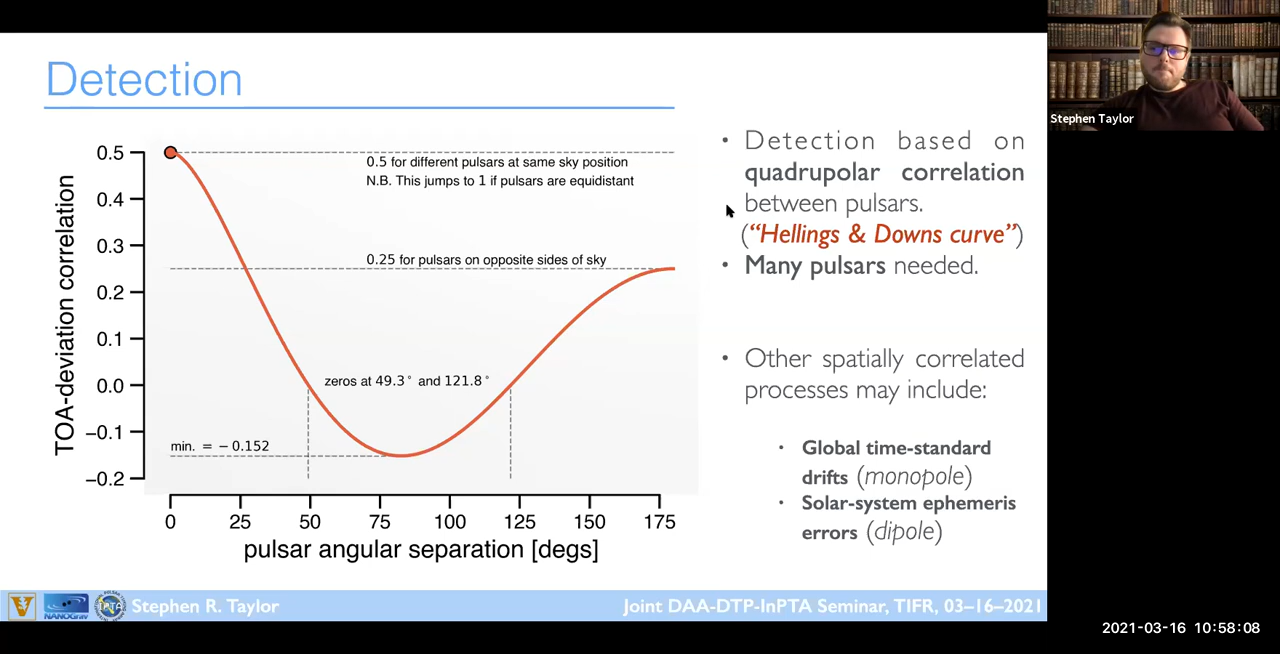 Detection
0.5
0.4
0.3
0.2
0.1
0.0
−0.1
−0.2
TOA-deviation correlation
0.5 for different pulsars at same sky position
N.B. This jumps to 1 if pulsars are equidistant
0.25 for pulsars on opposite sides of sky
zeros at 49.3° and 121.8°
min. = −0.152
0 25 50 75 100 125 150 175
pulsar angular separation [degs]
• Detection based on
quadrupolar correlation
between pulsars.
(“Hellings & Downs curve”)
• Many pulsars needed.
• Other spatially correlated
processes may include:
• Global time-standard
drifts (monopole)
• Solar-system ephemeris
errors (dipole)
V
NANOGrav
IPTA
Stephen R. Taylor
Joint DAA-DTP-InPTA Seminar, TIFR, 03–16–2021
Stephen Taylor
2021-03-16 10:58:08